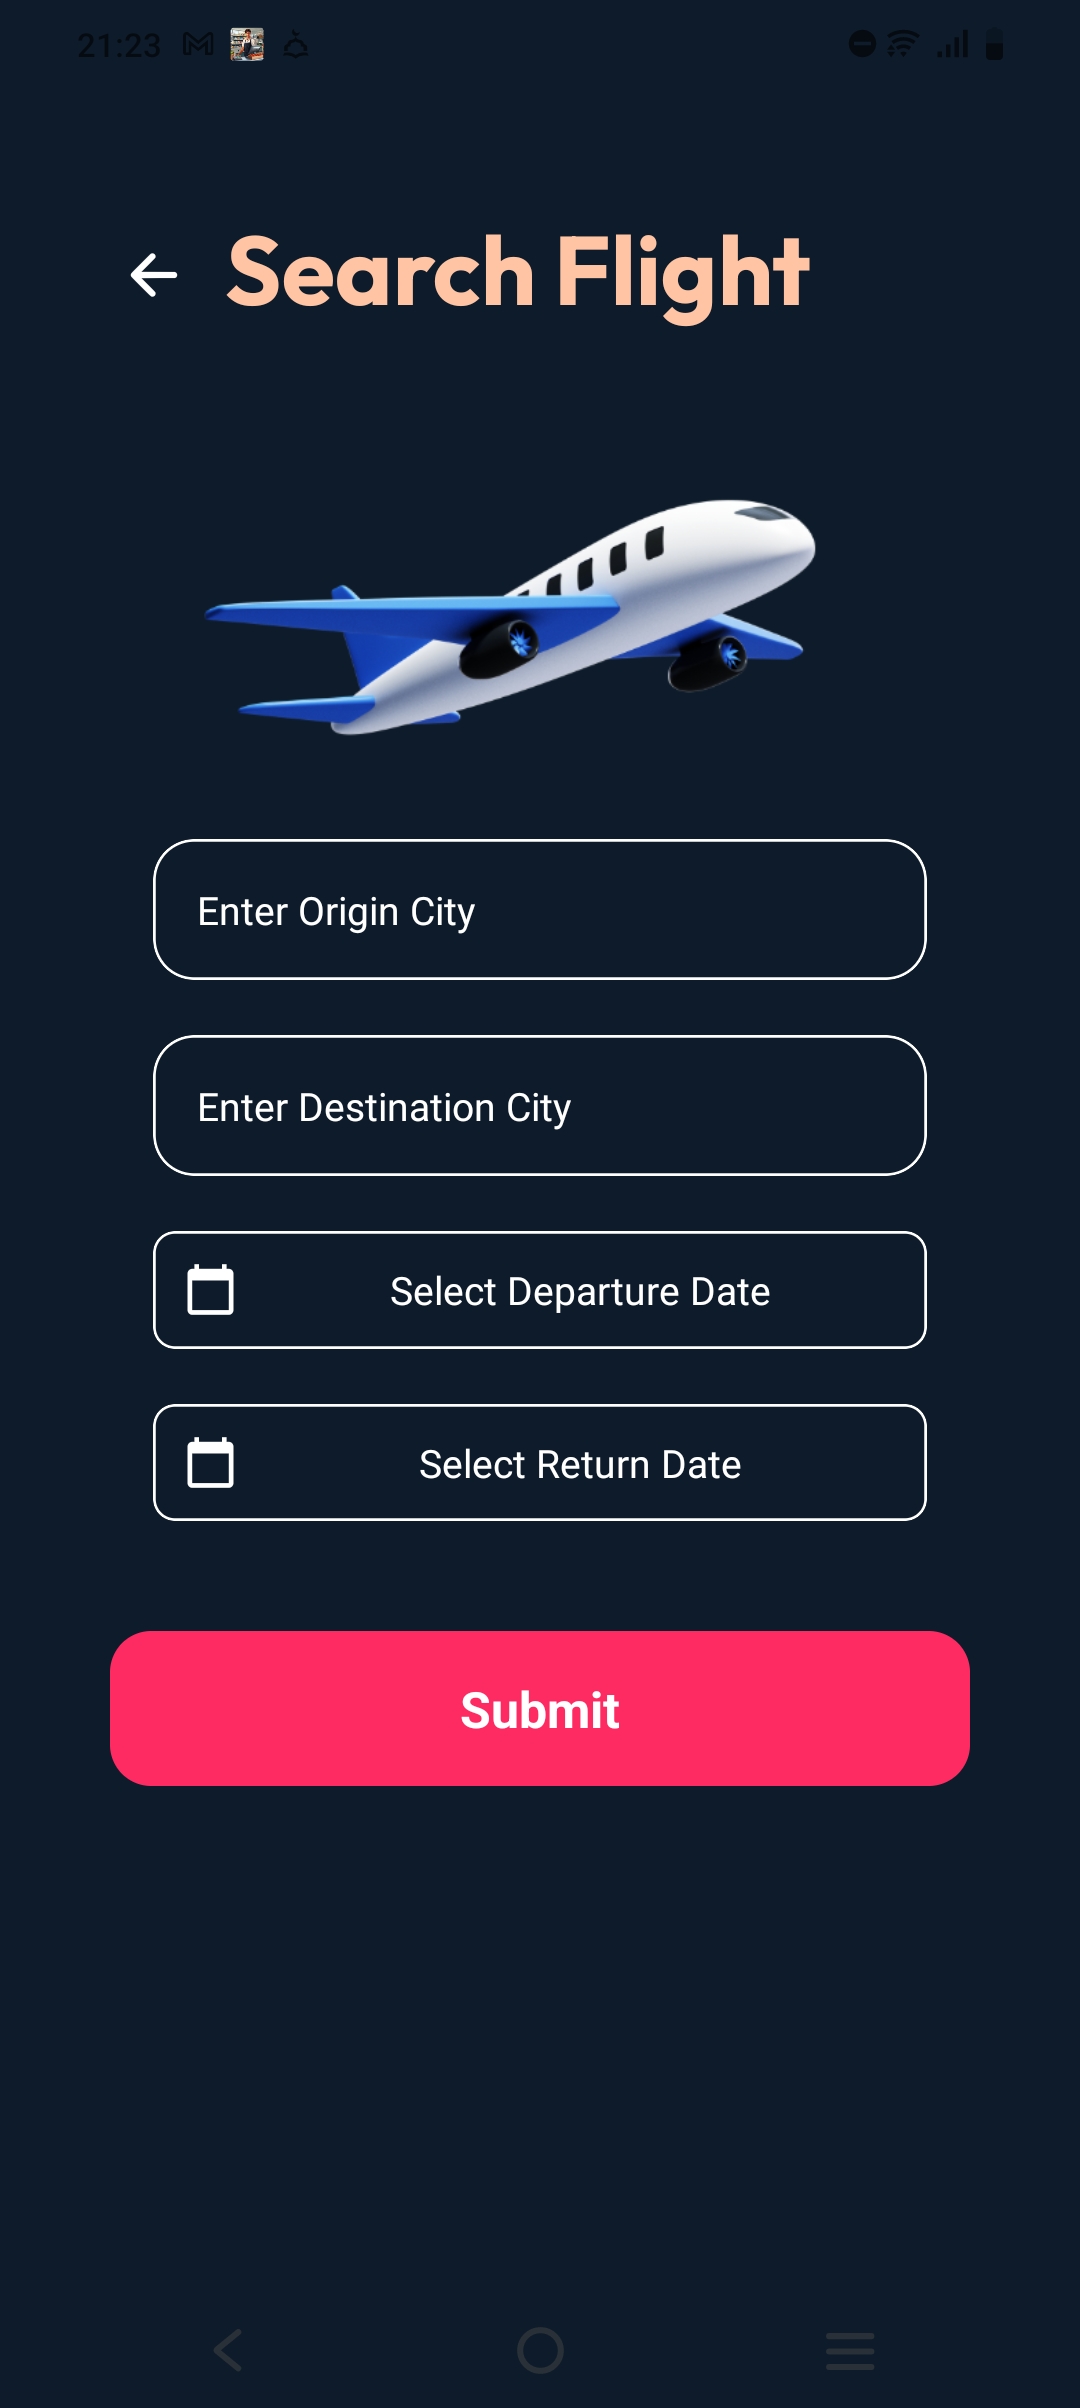 21:23
Search Flight
Enter Origin City
Enter Destination City
Select Departure Date
Select Return Date
Submit